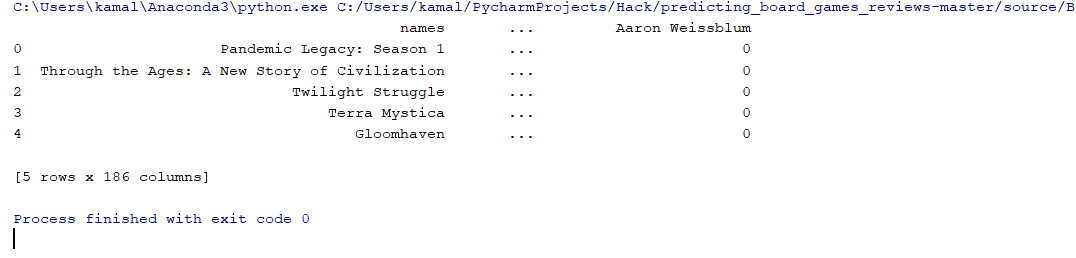 C:\Users\kamal\Anaconda3\python.exe C:/Users/kamal/PycharmProjects/Hack/predicting_board_games_reviews-master/source/B
names ... Aaron Weissblum
0 Pandemic Legacy: Season 1 ... 0
1 Through the Ages: A New Story of Civilization ... 0
2 Twilight Struggle ... 0
3 Terra Mystica ... 0
4 Gloomhaven ... 0
[5 rows x 186 columns]
Process finished with exit code 0